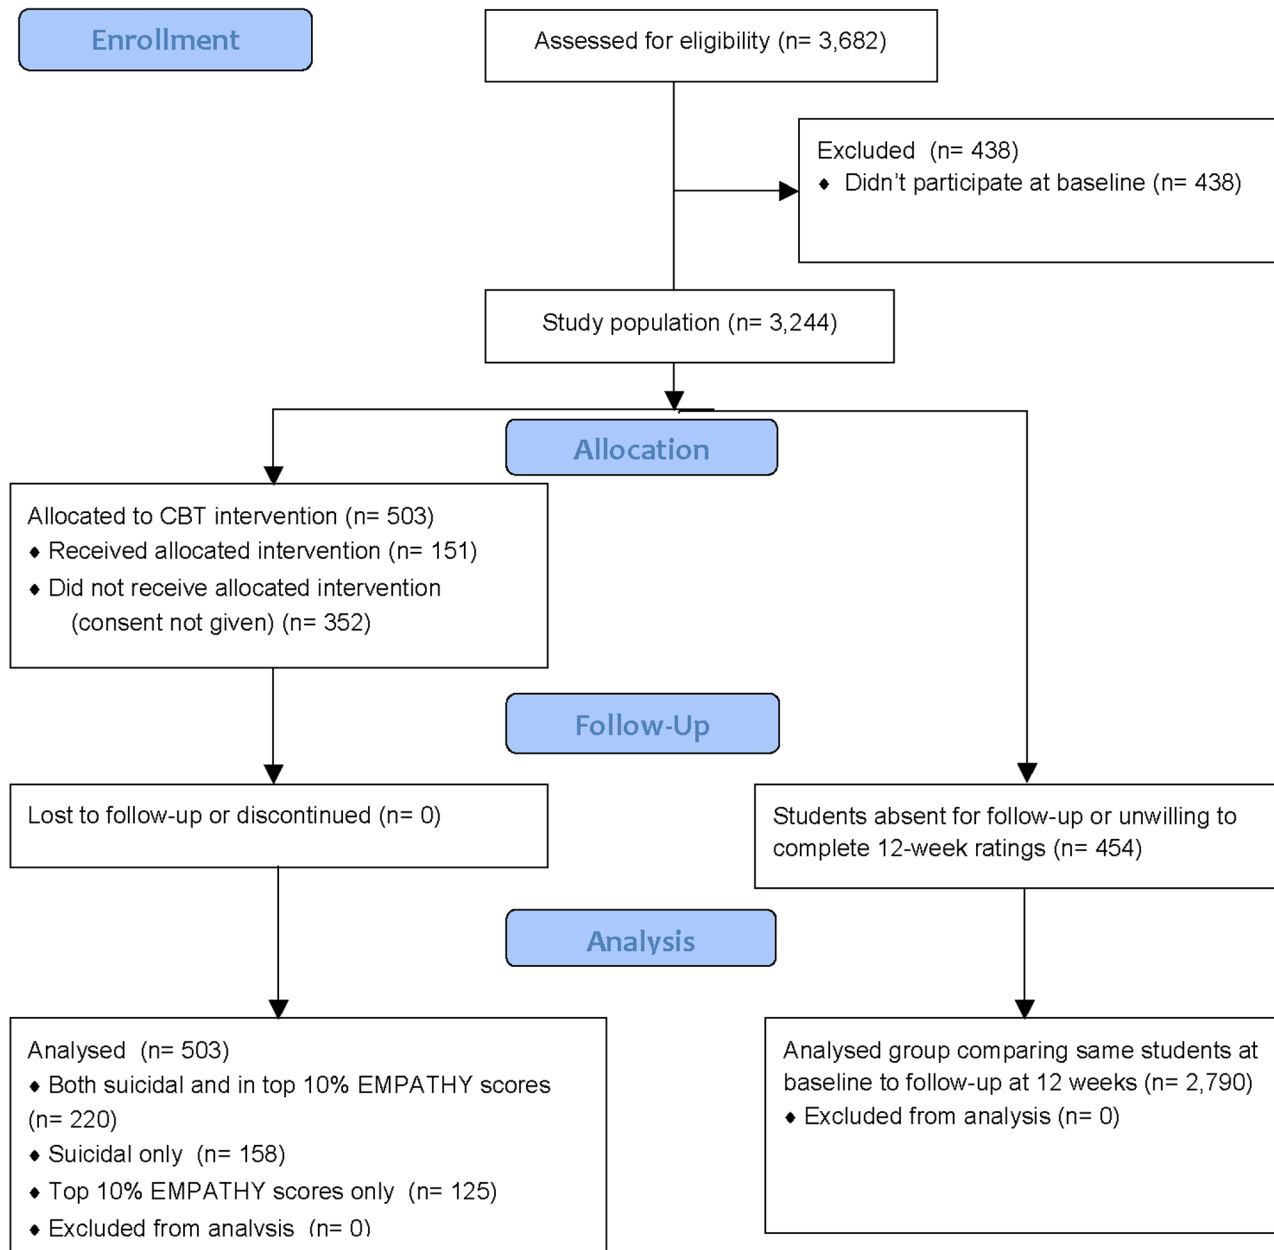 Enrollment
Assessed for eligibility (n= 3,682)
Excluded (n= 438)
♦ Didn't participate at baseline (n= 438)
Study population (n= 3,244)
Allocation
Allocated to CBT intervention (n= 503)
♦ Received allocated intervention (n= 151)
♦ Did not receive allocated intervention
(consent not given) (n= 352)
Follow-Up
Lost to follow-up or discontinued (n= 0)
Students absent for follow-up or unwilling to
complete 12-week ratings (n= 454)
Analysis
Analysed (n= 503)
♦ Both suicidal and in top 10% EMPATHY scores
(n= 220)
♦ Suicidal only (n= 158)
♦ Top 10% EMPATHY scores only (n= 125)
♦ Excluded from analysis (n= 0)
Analysed group comparing same students at
baseline to follow-up at 12 weeks (n= 2,790)
♦ Excluded from analysis (n= 0)